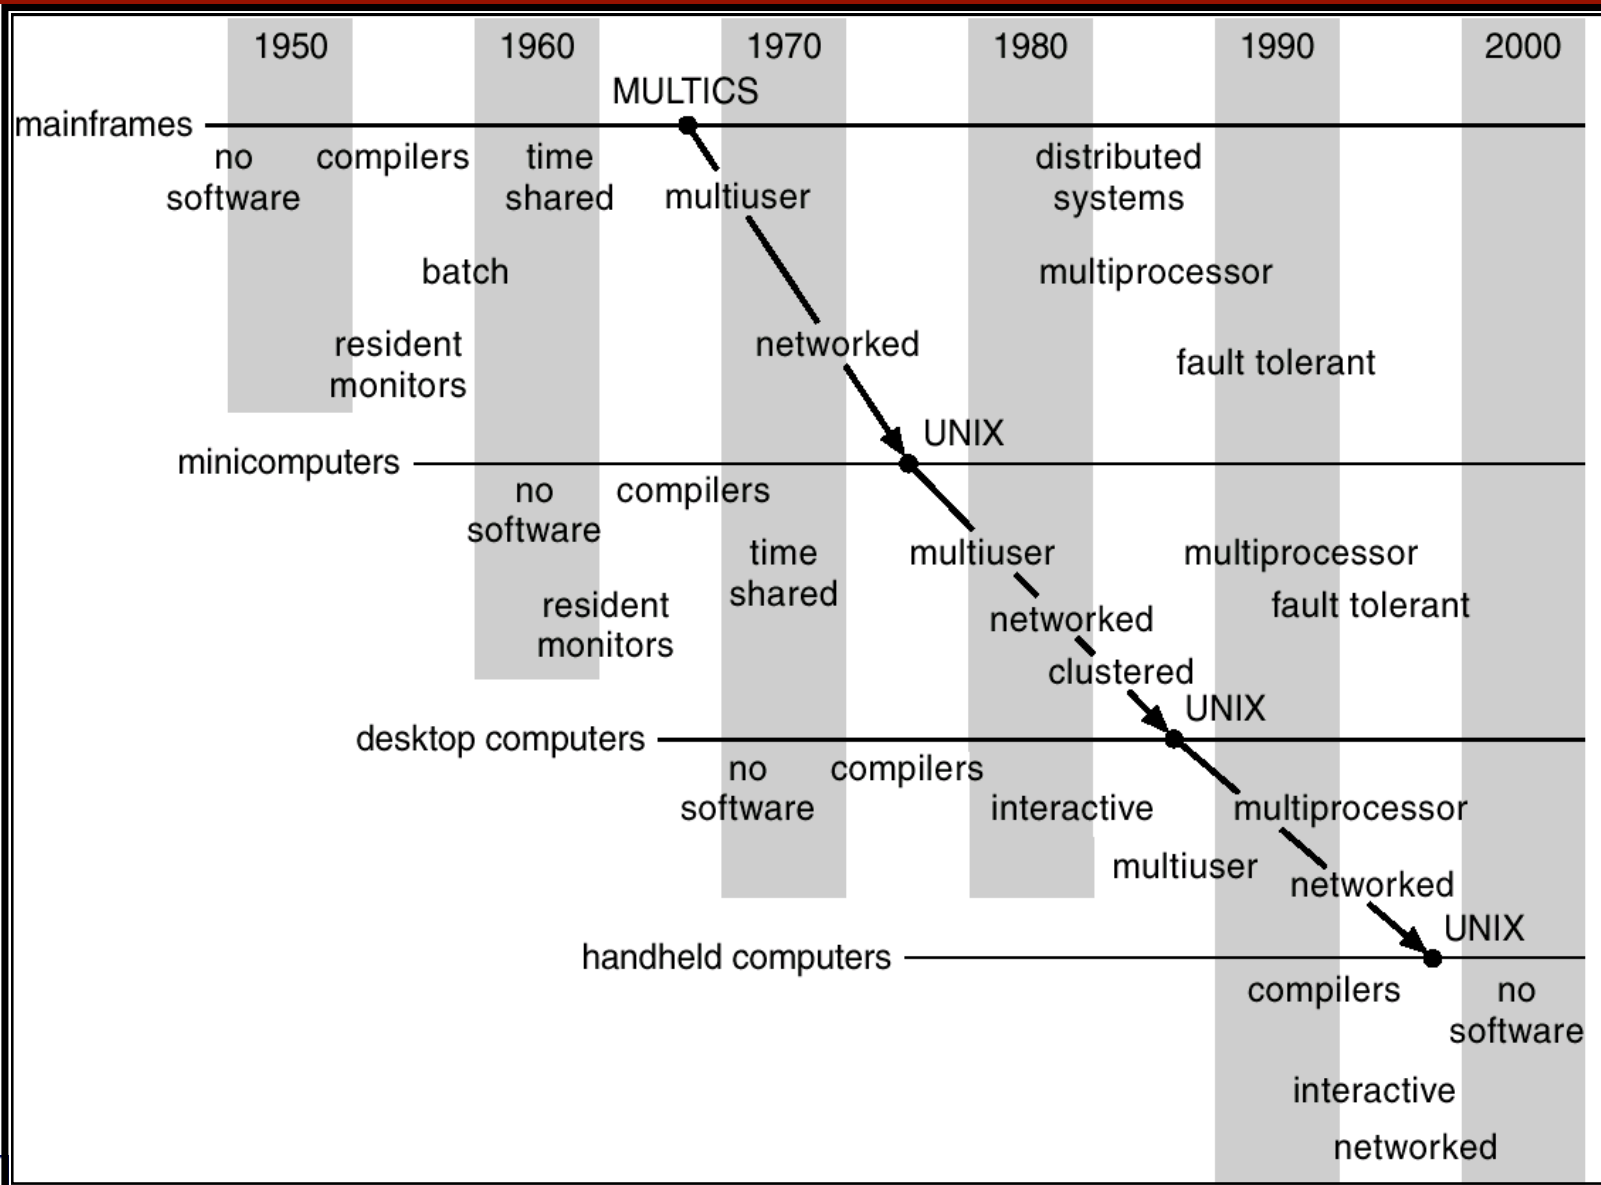 1950 1960 1970 1980 1990 2000
MULTICS
mainframes
no compilers time distributed
software shared multiuser systems
batch multiprocessor
resident networked fault tolerant
monitors
UNIX
minicomputers
no compilers
software
time multiuser multiprocessor
shared
resident networked fault tolerant
monitors
clustered
UNIX
desktop computers
no compilers
software interactive multiprocessor
multiuser
networked
UNIX
handheld computers
compilers no
software
interactive
networked